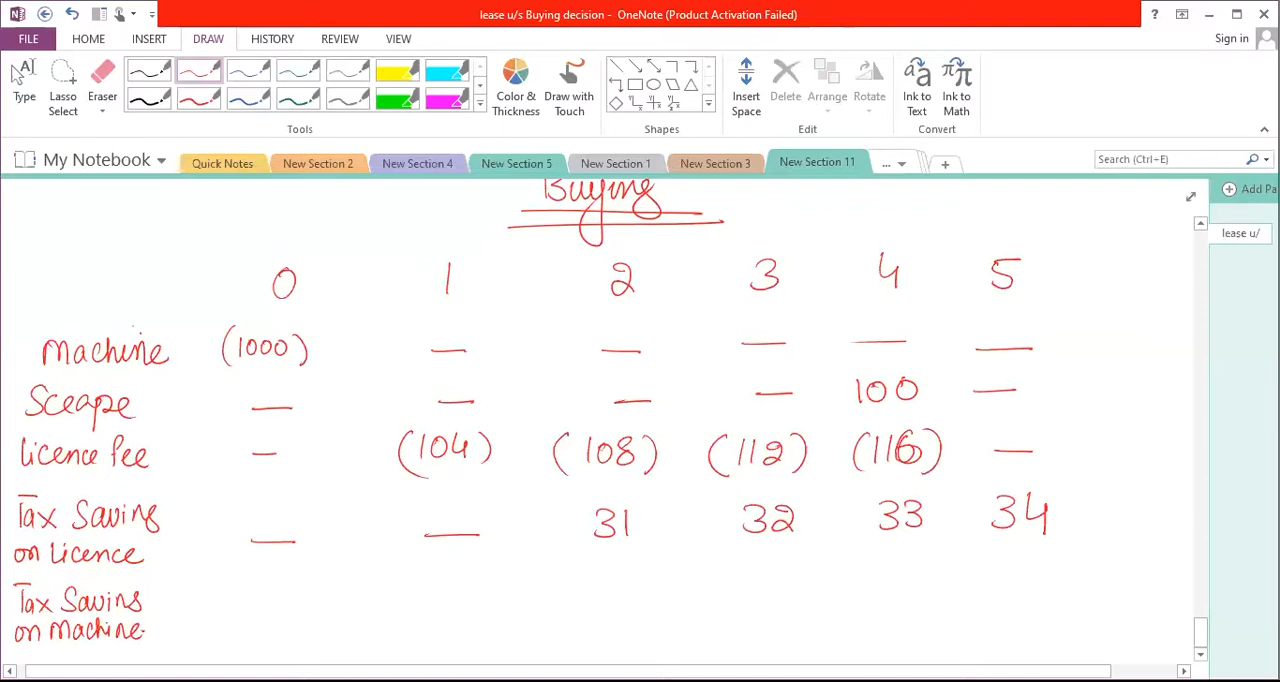 lease u/s Buying decision - OneNote (Product Activation Failed)
FILE HOME INSERT DRAW HISTORY REVIEW VIEW Sign in
Type Lasso Select Eraser Color & Thickness Draw with Touch Insert Space Delete Arrange Rotate Ink to Text Ink to Math
Tools Shapes Edit Convert
My Notebook Quick Notes New Section 2 New Section 4 New Section 5 New Section 1 New Section 3 New Section 11 ... Search (Ctrl+E)
Add Pa
lease u/
Buying
0 1 2 3 4 5
Machine (1000) — — — — —
Sceape — — — — 100 —
Licence fee — (104) (108) (112) (116) —
Tax Saving
on Licence — — 31 32 33 34
Tax Saving
on Machine